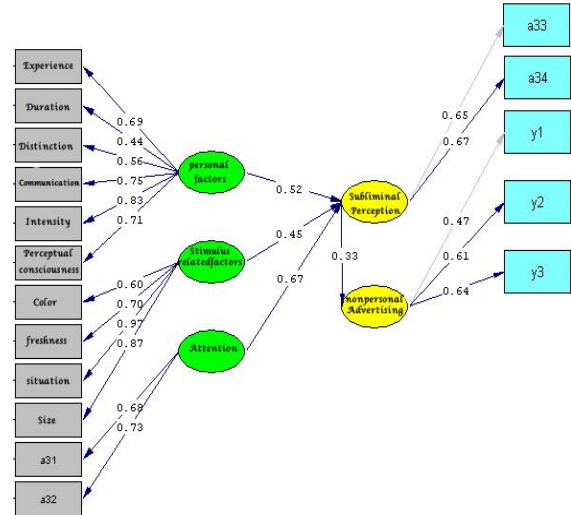 Experience
Duration
Distinction
Communication
Intensity
Perceptual
consciousness
Color
freshness
situation
Size
a31
a32
0.69
0.44
0.56
0.75
0.83
0.71
0.60
0.70
0.97
0.87
0.68
0.73
personal
factors
Stimulus
relatedfactors
Attention
0.52
0.45
0.67
Subliminal
Perception
0.33
nonpersonal
Advertising
0.65
0.67
0.47
0.61
0.64
a33
a34
y1
y2
y3